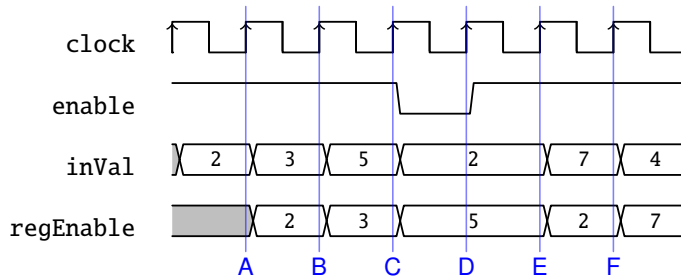 clock
enable
inVal 2 3 5 2 7 4
regEnable 2 3 5 2 7
A B C D E F